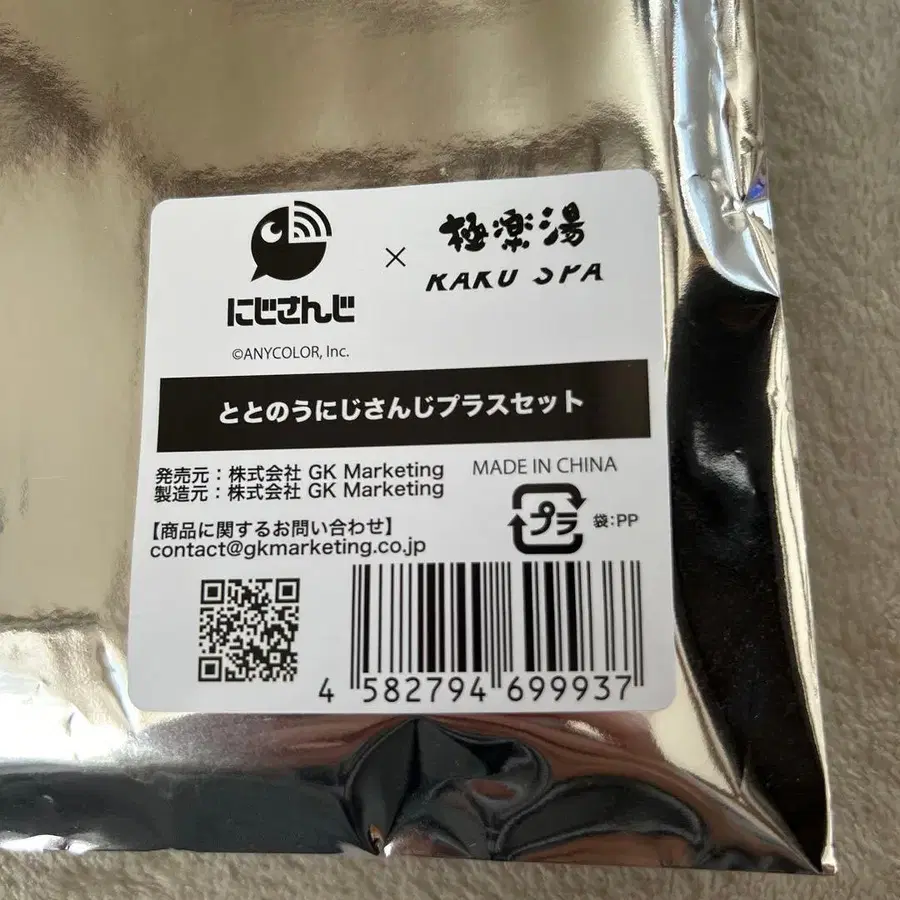 にじさんじ
©ANYCOLOR, Inc.
×
極楽湯
RAKU SPA
ととのうにじさんじプラスセット
発売元：株式会社 GK Marketing
製造元：株式会社 GK Marketing
MADE IN CHINA
【商品に関するお問い合わせ】
contact@gkmarketing.co.jp
プラ
袋：PP
4 582794 699937